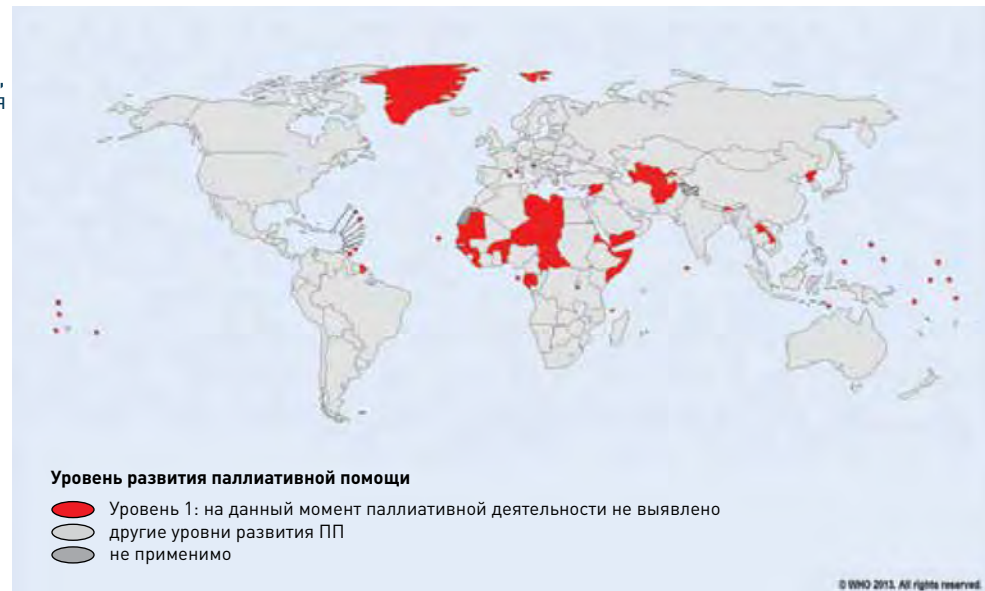 я
Уровень развития паллиативной помощи
Уровень 1: на данный момент паллиативной деятельности не выявлено
другие уровни развития ПП
не применимо
© WHO 2013. All rights reserved.